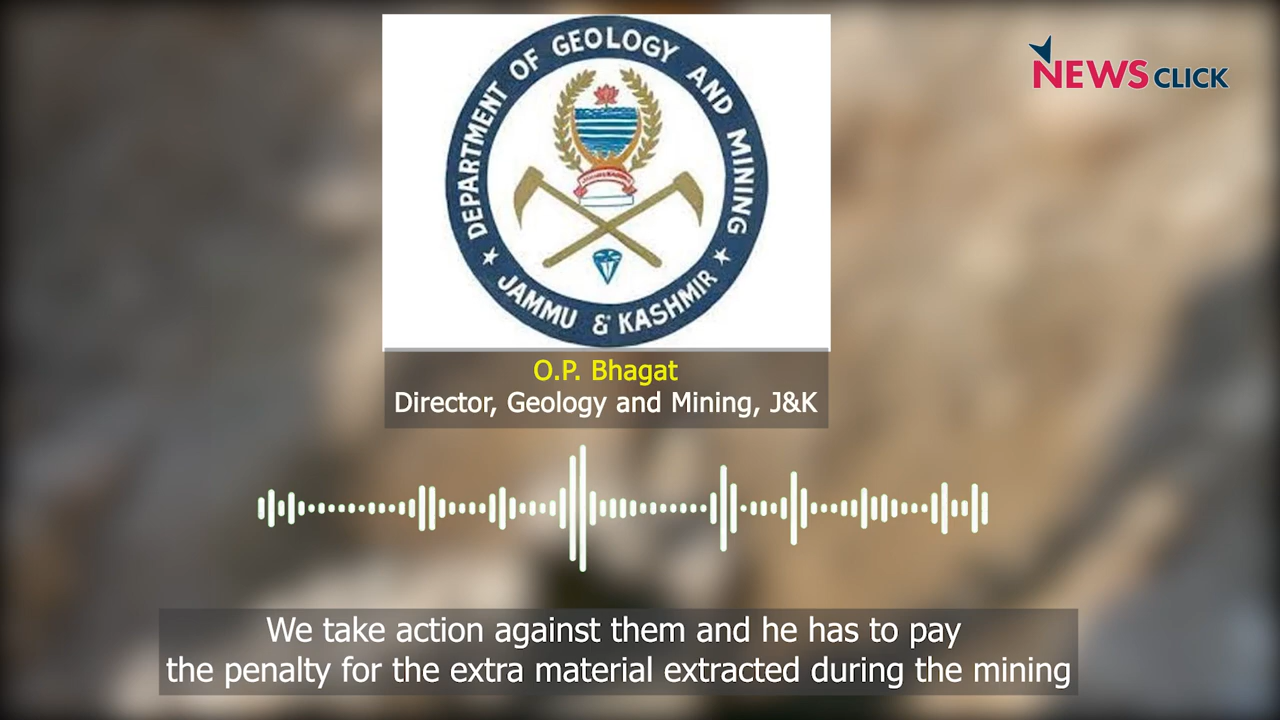 DEPARTMENT OF GEOLOGY AND MINING
JAMMU & KASHMIR
NEWSCLICK
O.P. Bhagat
Director, Geology and Mining, J&K
We take action against them and he has to pay
the penalty for the extra material extracted during the mining